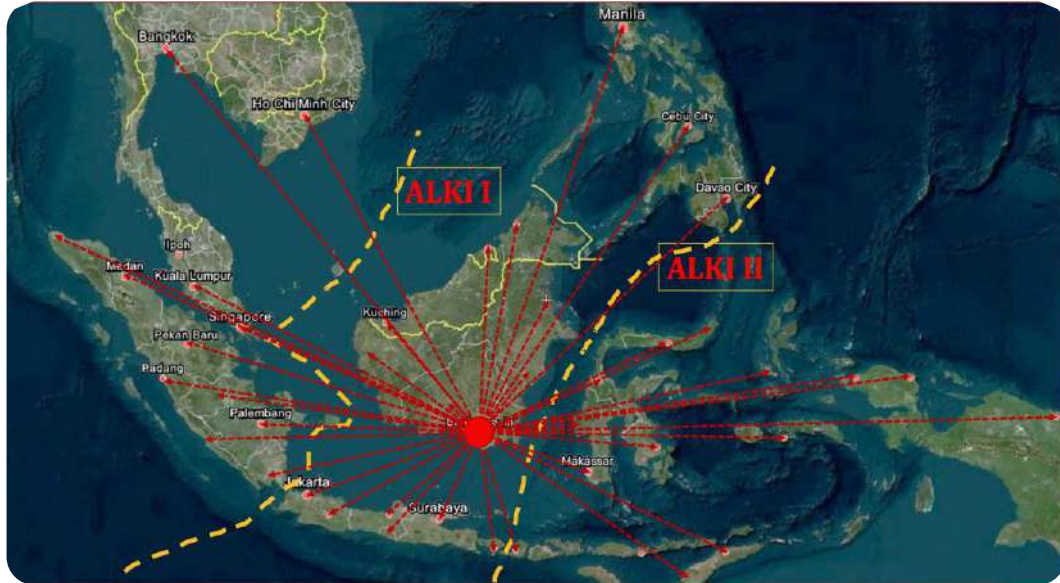 Manila
Bangkok
Ho Chi Minh City
Cebu City
ALKI I
Davao City
Ipoh
ALKI II
Medan
Kuala Lumpur
Singapore
Kuching
Pekan Baru
Padang
Palembang
Makassar
Jakarta
Surabaya